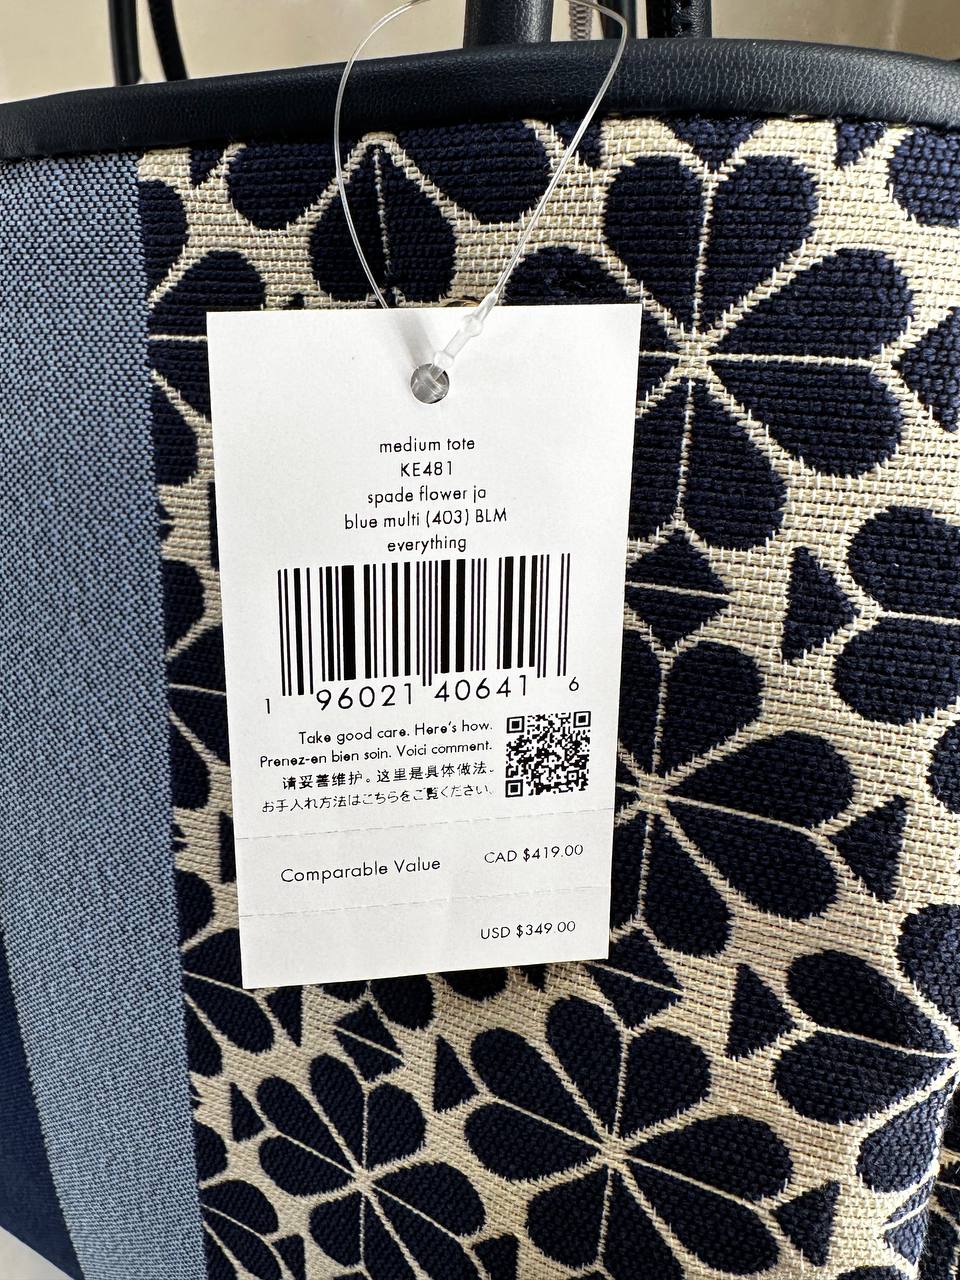 medium tote
KE481
spade flower ja
blue multi (403) BLM
everything
1 96021 40641 6
Take good care. Here's how.
Prenez-en bien soin. Voici comment.
请妥善维护。这里是具体做法。
お手入れ方法はこちらをご覧ください。
Comparable Value CAD $419.00
USD $349.00